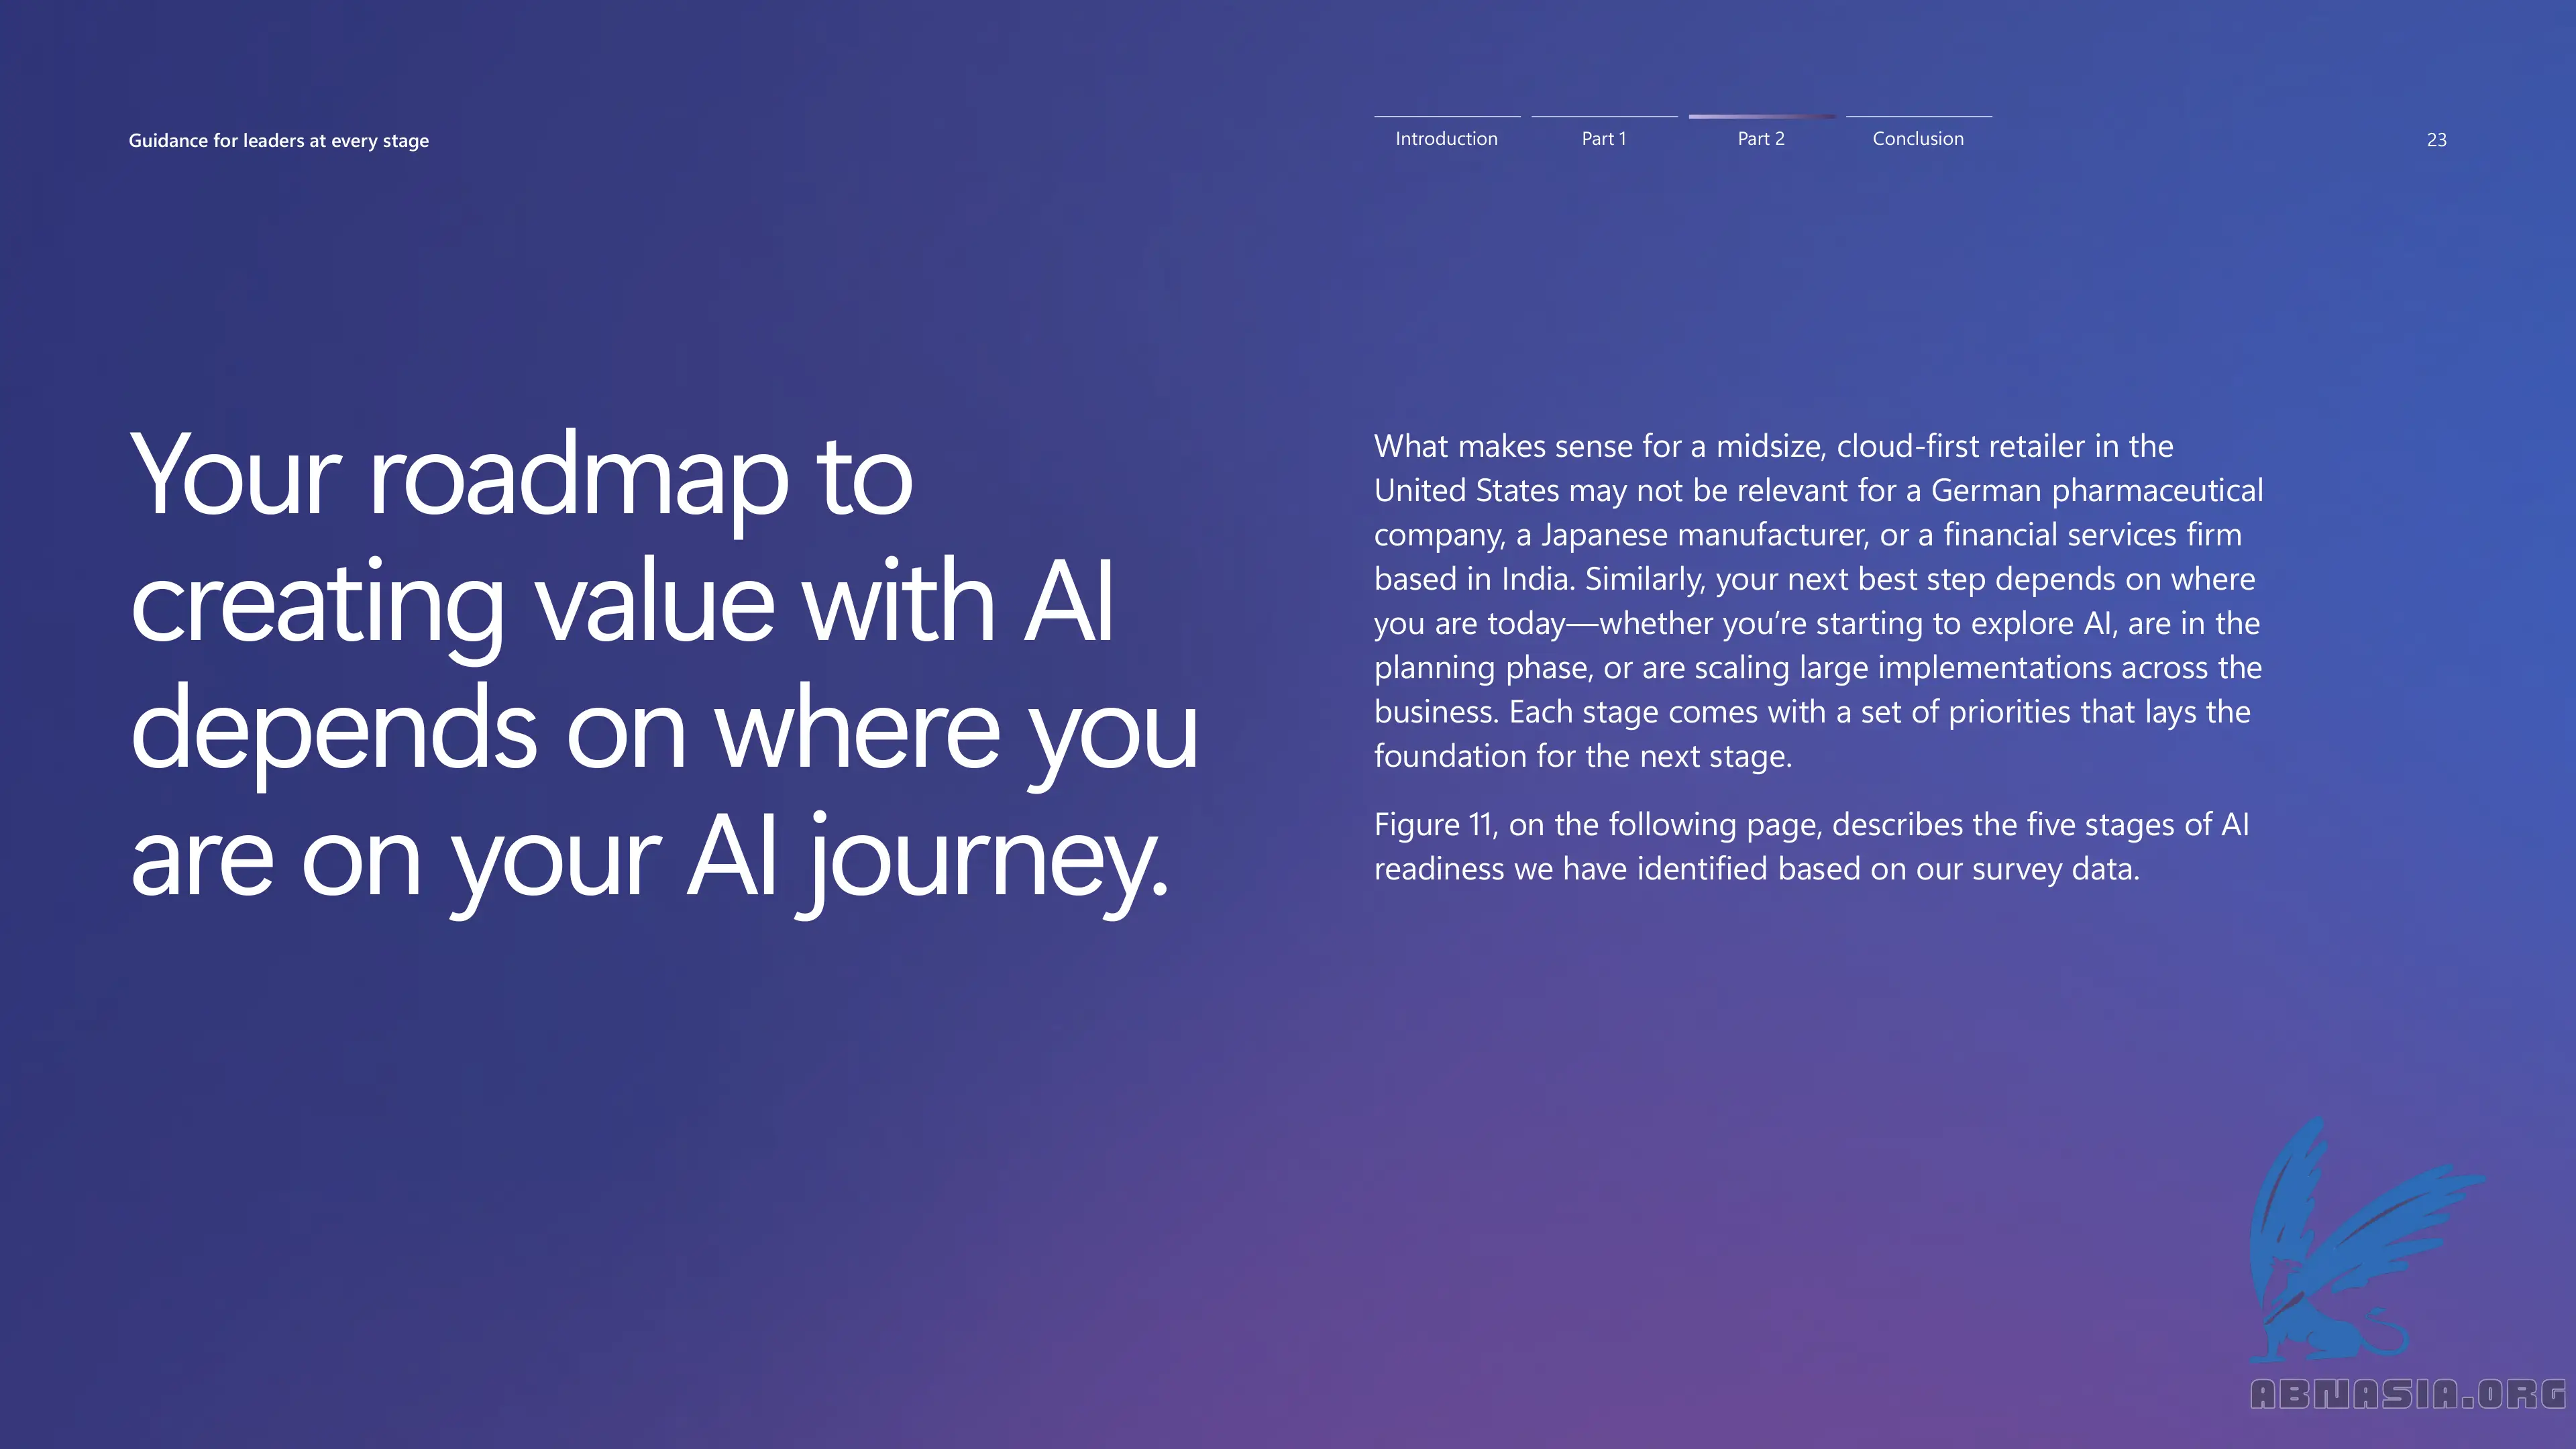 Guidance for leaders at every stage
Introduction
Part 1
Part 2
Conclusion
23
Your roadmap to
creating value with AI
depends on where you
are on your AI journey.
What makes sense for a midsize, cloud-first retailer in the
United States may not be relevant for a German pharmaceutical
company, a Japanese manufacturer, or a financial services firm
based in India. Similarly, your next best step depends on where
you are today—whether you’re starting to explore AI, are in the
planning phase, or are scaling large implementations across the
business. Each stage comes with a set of priorities that lays the
foundation for the next stage.
Figure 11, on the following page, describes the five stages of AI
readiness we have identified based on our survey data.
ABNASIA.ORG